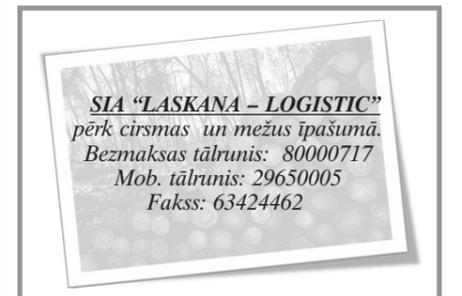 SIA “LASKANA – LOGISTIC”
pērk cirsmas un mežus īpašumā.
Bezmaksas tālrunis: 80000717
Mob. tālrunis: 29650005
Fakss: 63424462